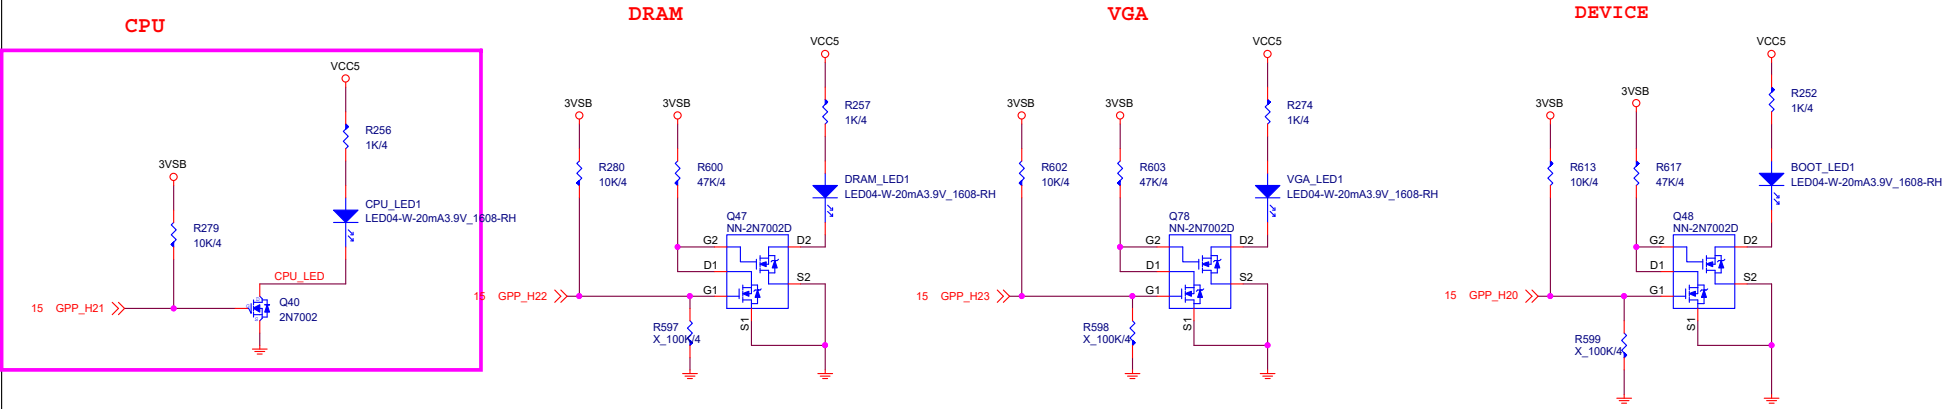 CPU
VCC5
R256
1K/4
3VSB
CPU_LED1
LED04-W-20mA3.9V_1608-RH
R279
10K/4
CPU_LED
15 GPP_H21
Q40
2N7002
DRAM
VCC5
3VSB
3VSB
R257
1K/4
R280
10K/4
R600
47K/4
DRAM_LED1
LED04-W-20mA3.9V_1608-RH
Q47
NN-2N7002D
G2
D2
D1
S2
15 GPP_H22
G1
S1
R597
X_100K/4
VGA
VCC5
3VSB
3VSB
R274
1K/4
R602
10K/4
R603
47K/4
VGA_LED1
LED04-W-20mA3.9V_1608-RH
Q78
NN-2N7002D
G2
D2
D1
S2
15 GPP_H23
G1
S1
R598
X_100K/4
DEVICE
VCC5
3VSB
3VSB
R252
1K/4
R613
10K/4
R617
47K/4
BOOT_LED1
LED04-W-20mA3.9V_1608-RH
Q48
NN-2N7002D
G2
D2
D1
S2
15 GPP_H20
G1
S1
R599
X_100K/4